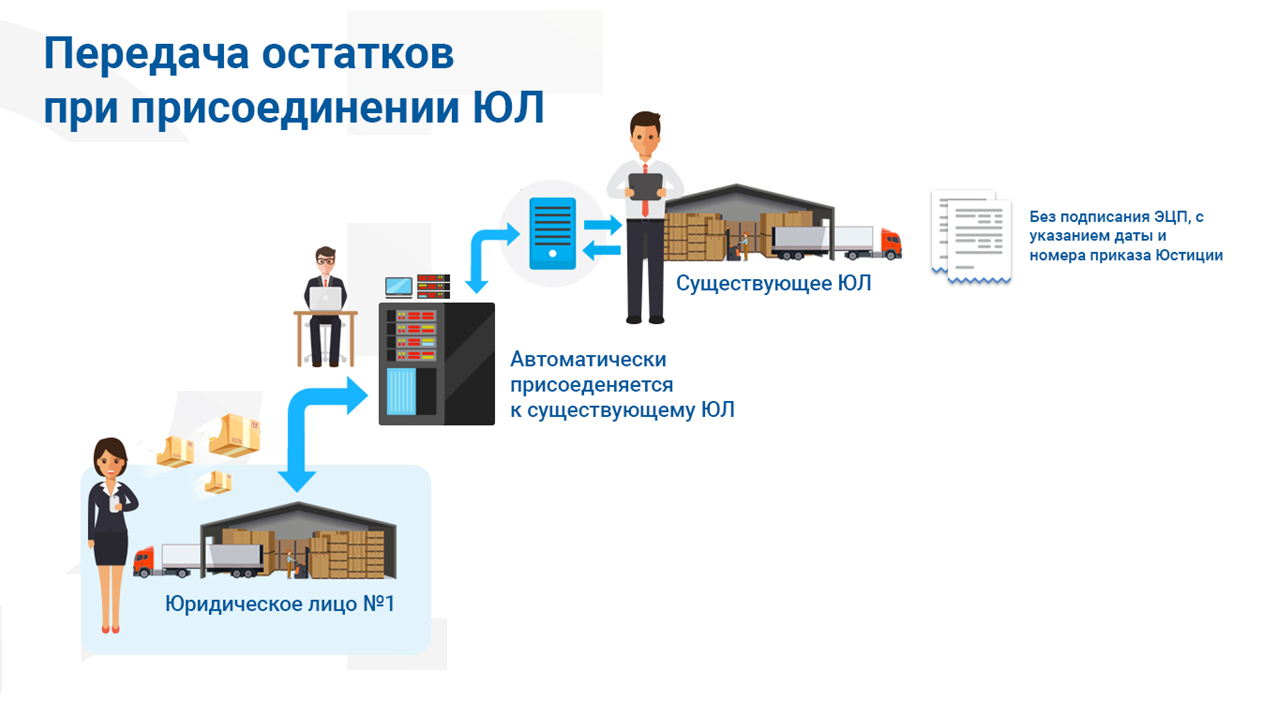 Передача остатков
при присоединении ЮЛ
Без подписания ЭЦП, с
указанием даты и
номера приказа Юстиции
Существующее ЮЛ
Автоматически
присоеденяется
к существующему ЮЛ
Юридическое лицо №1